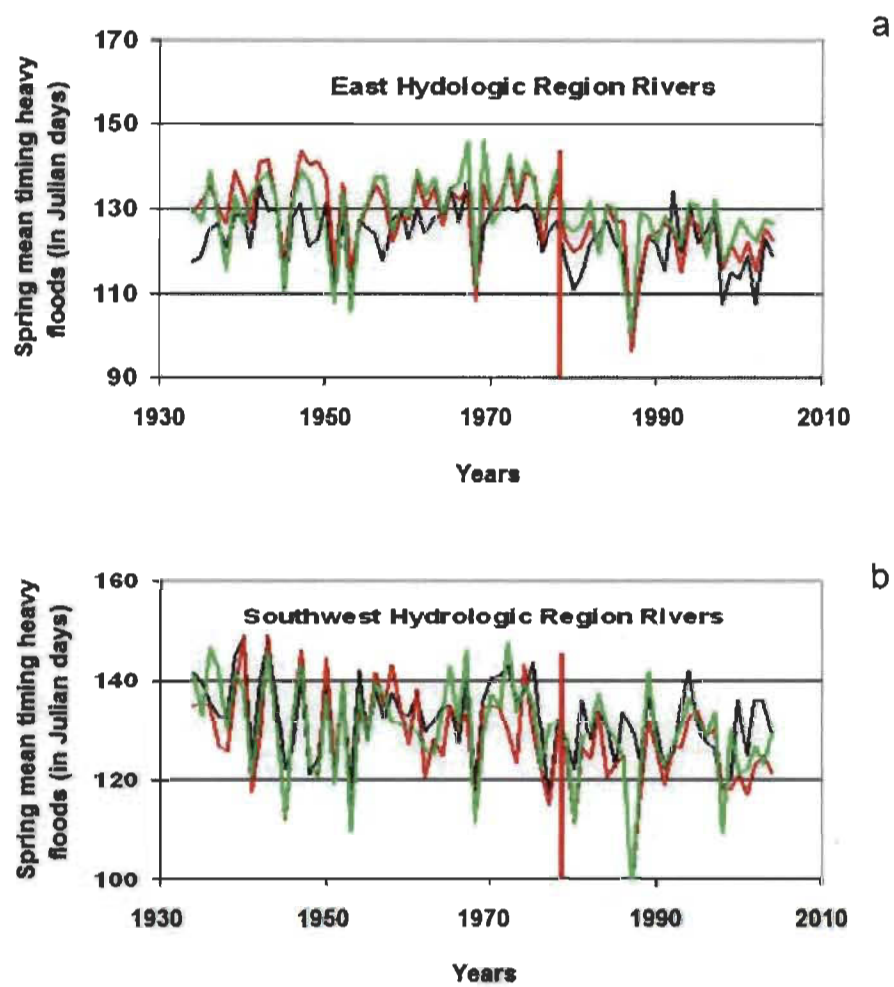 a
170
150
130
110
90
Spring mean timing heavy
floods (in Julian days)
East Hydologic Region Rivers
1930 1950 1970 1990 2010
Years
b
160
140
120
100
Spring mean timing heavy
floods (in Julian days)
Southwest Hydrologic Region Rivers
1930 1950 1970 1990 2010
Years